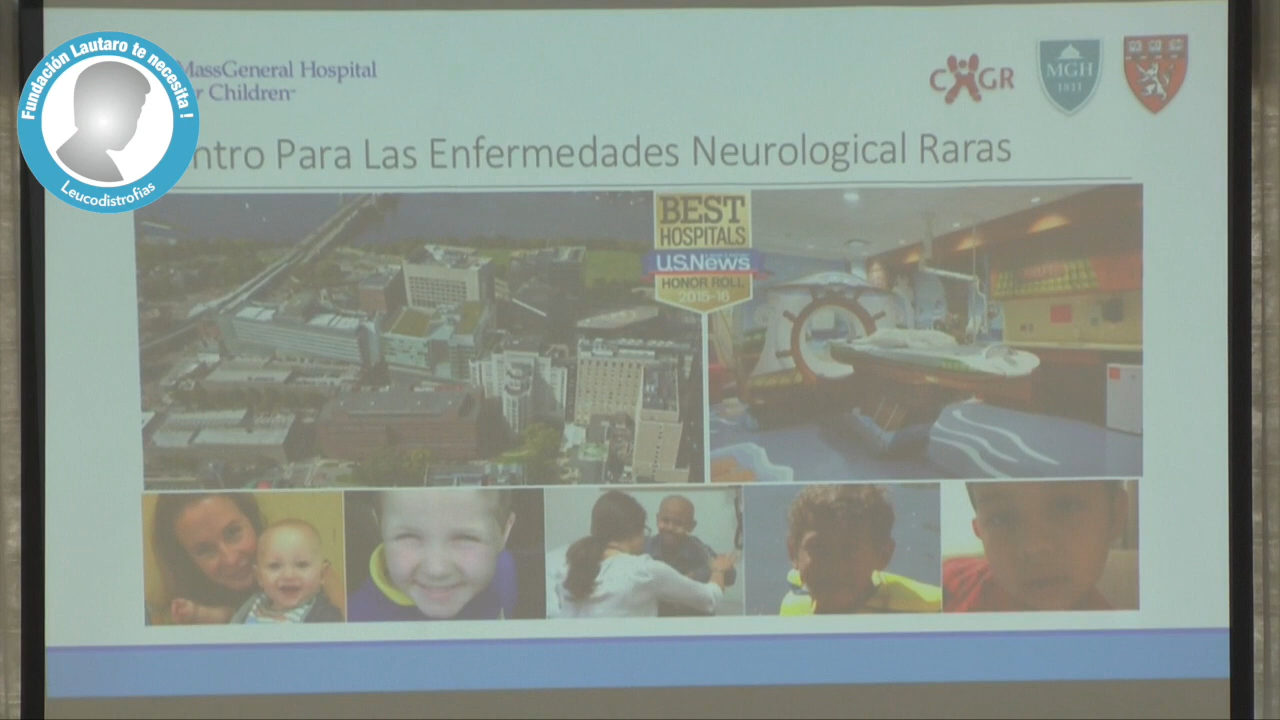 Fundación Lautaro te necesita!
Leucodistrofias
MassGeneral Hospital
r Children
CHGR
MGH
1811
ntro Para Las Enfermedades Neurological Raras
BEST
HOSPITALS
U.S.News
HONOR ROLL
2015-16